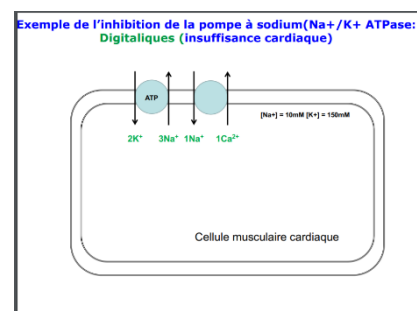 Exemple de l'inhibition de la pompe à sodium(Na+/K+ ATPase:
Digitaliques (insuffisance cardiaque)
ATP
[Na+] = 10mM [K+] = 150mM
2K⁺ 3Na⁺ 1Na⁺ 1Ca²⁺
Cellule musculaire cardiaque